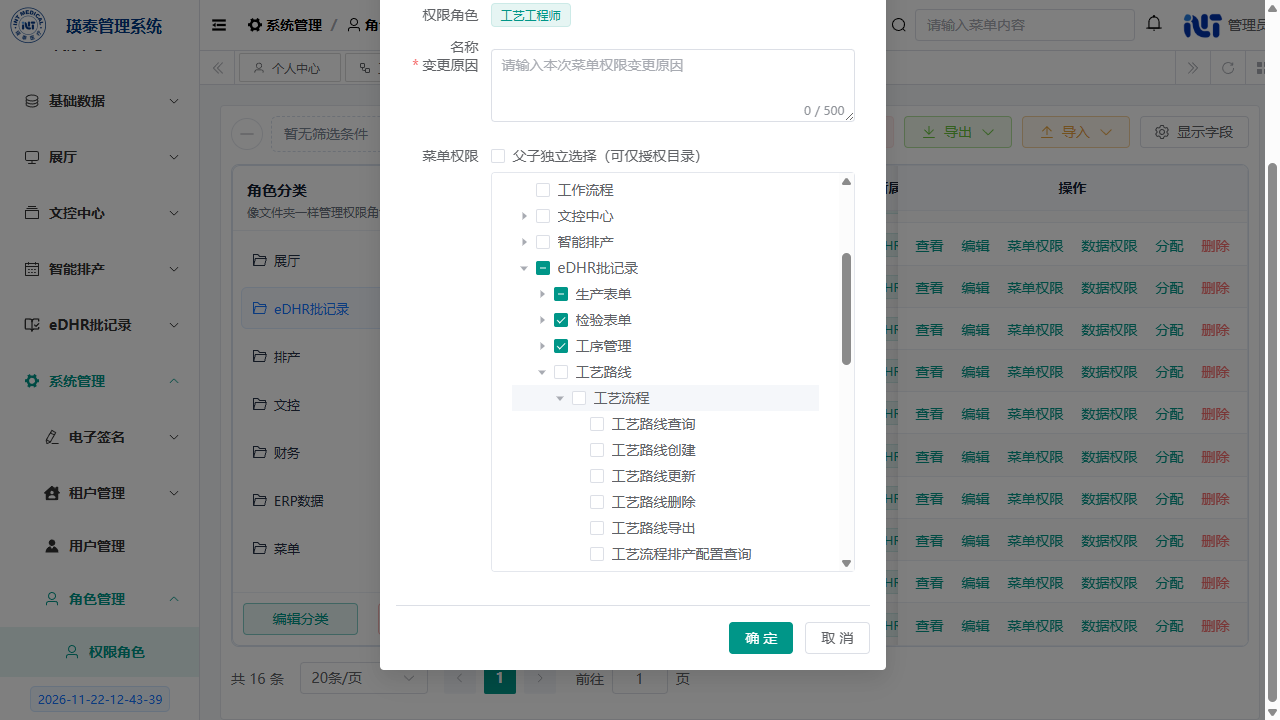 瑛泰管理系统
基础数据
展厅
文控中心
智能排产
eDHR批记录
系统管理
电子签名
租户管理
用户管理
角色管理
权限角色
2026-11-22-12-43-39
系统管理 /
请输入菜单内容
管理员
个人中心
暂无筛选条件
导出
导入
显示字段
角色分类
像文件夹一样管理权限角
展厅
eDHR批记录
排产
文控
财务
ERP数据
菜单
编辑分类
共 16 条
20条/页
1
前往
1
页
权限角色名称
工艺工程师
* 变更原因
请输入本次菜单权限变更原因
0 / 500
菜单权限
父子独立选择（可仅授权目录）
工作流程
文控中心
智能排产
eDHR批记录
生产表单
检验表单
工序管理
工艺路线
工艺流程
工艺路线查询
工艺路线创建
工艺路线更新
工艺路线删除
工艺路线导出
工艺流程排产配置查询
确 定
取 消
操作
查看 编辑 菜单权限 数据权限 分配 删除
查看 编辑 菜单权限 数据权限 分配 删除
查看 编辑 菜单权限 数据权限 分配 删除
查看 编辑 菜单权限 数据权限 分配 删除
查看 编辑 菜单权限 数据权限 分配 删除
查看 编辑 菜单权限 数据权限 分配 删除
查看 编辑 菜单权限 数据权限 分配 删除
查看 编辑 菜单权限 数据权限 分配 删除
查看 编辑 菜单权限 数据权限 分配 删除
查看 编辑 菜单权限 数据权限 分配 删除